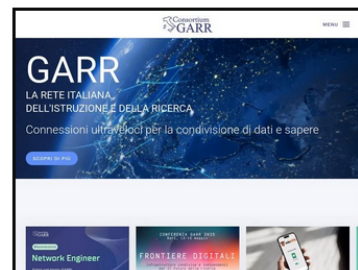 Consortium
GARR
MENU
GARR
LA RETE ITALIANA
DELL'ISTRUZIONE E DELLA RICERCA
Connessioni ultraveloci per la condivisione di dati e sapere
SCOPRI DI PIÙ
Network Engineer
CONFERENZA GARR 2025
FRONTIERE DIGITALI